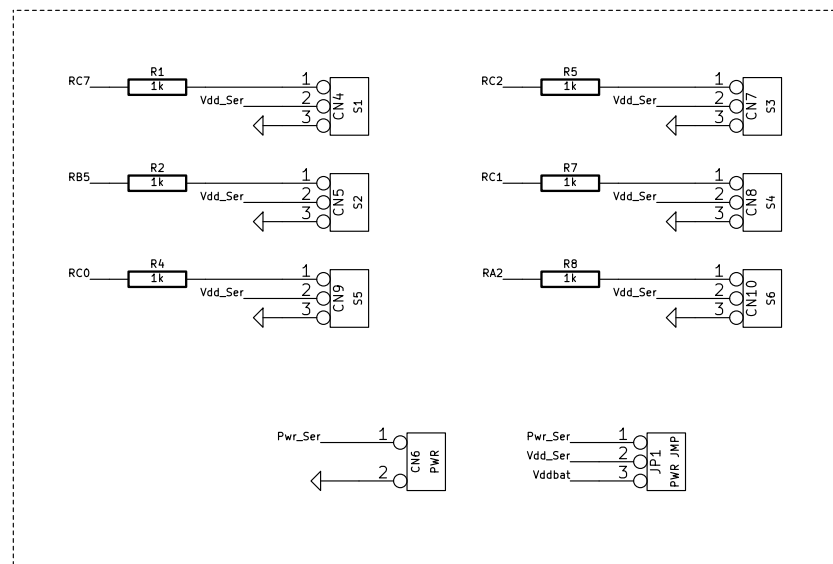 RC7 R1 1k 1 CN4 S1
Vdd_Ser 2
3
RC2 R5 1k 1 CN7 S3
Vdd_Ser 2
3
RB5 R2 1k 1 CN5 S2
Vdd_Ser 2
3
RC1 R7 1k 1 CN8 S4
Vdd_Ser 2
3
RC0 R4 1k 1 CN9 S5
Vdd_Ser 2
3
RA2 R8 1k 1 CN10 S6
Vdd_Ser 2
3
Pwr_Ser 1 CN6 PWR
2
Pwr_Ser 1 JP1 PWR JMP
Vdd_Ser 2
Vddbat 3